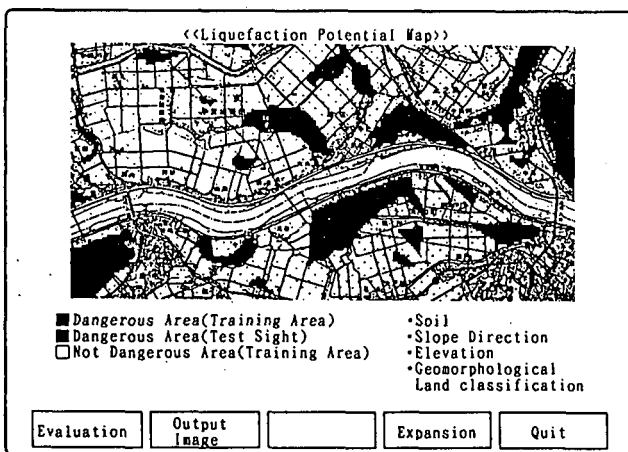 <<Liquefaction Potential Map>>
Dangerous Area(Training Area)
Dangerous Area(Test Sight)
Not Dangerous Area(Training Area)
•Soil
•Slope Direction
•Elevation
•Geomorphological
Land classification
Evaluation
Output
Image
Expansion
Quit